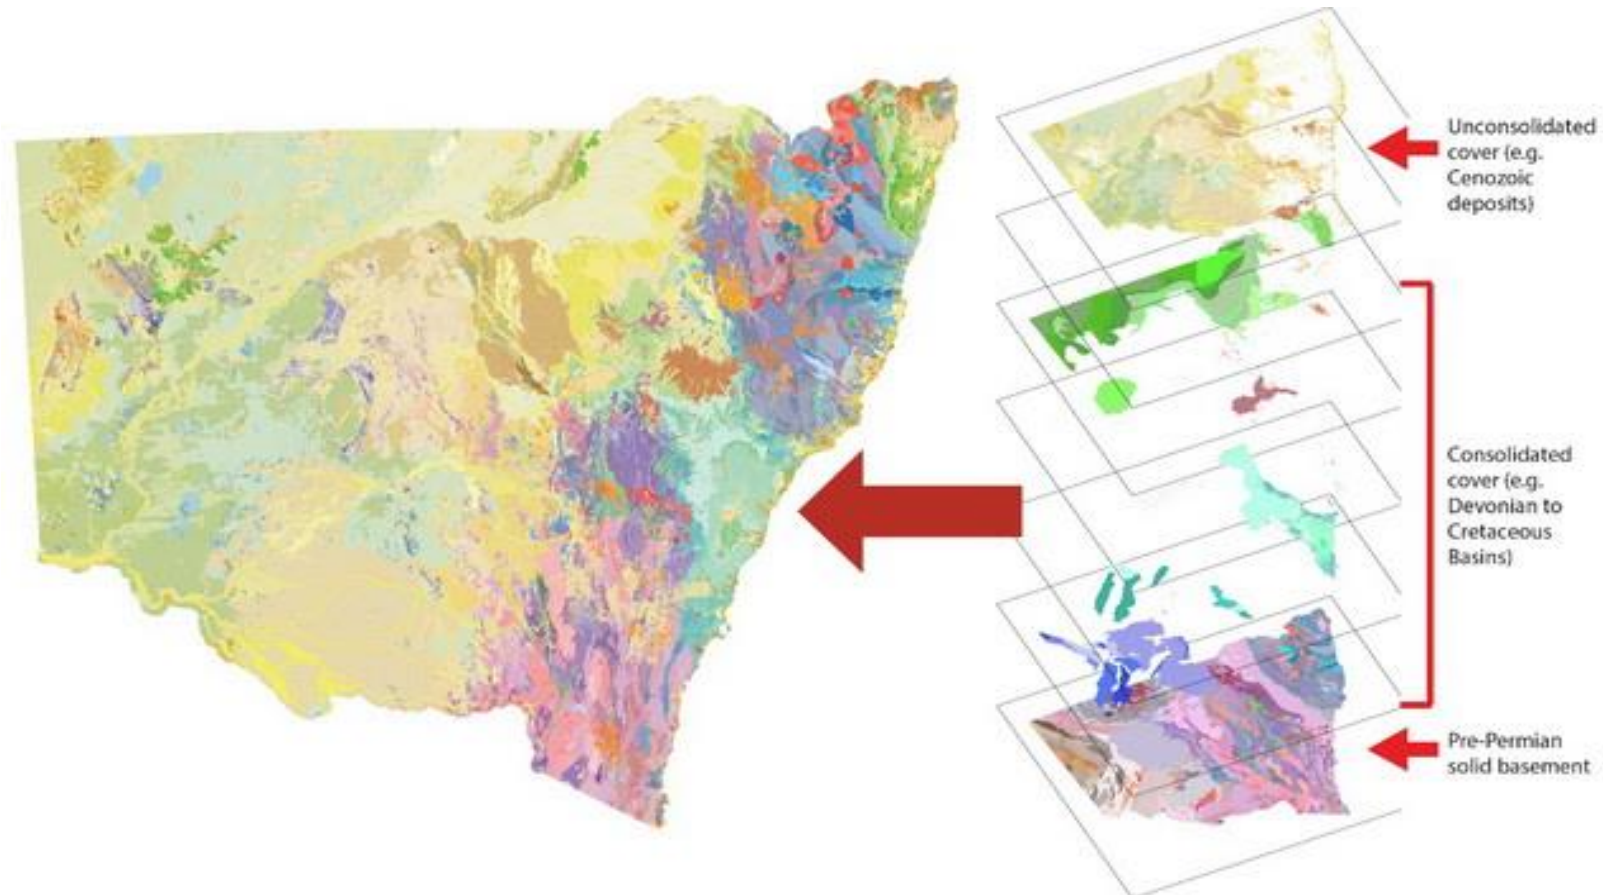 Unconsolidated
cover (e.g.
Cenozoic
deposits)
Consolidated
cover (e.g.
Devonian to
Cretaceous
Basins)
Pre-Permian
solid basement